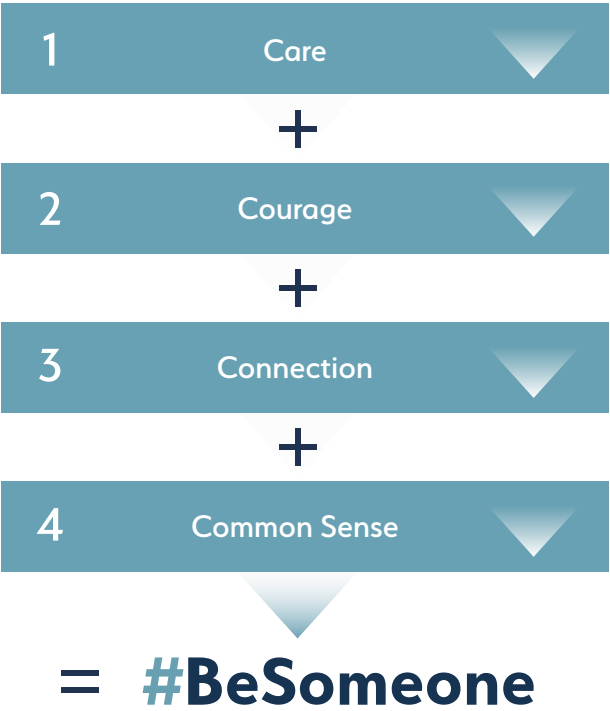 1 Care
+
2 Courage
+
3 Connection
+
4 Common Sense
= #BeSomeone